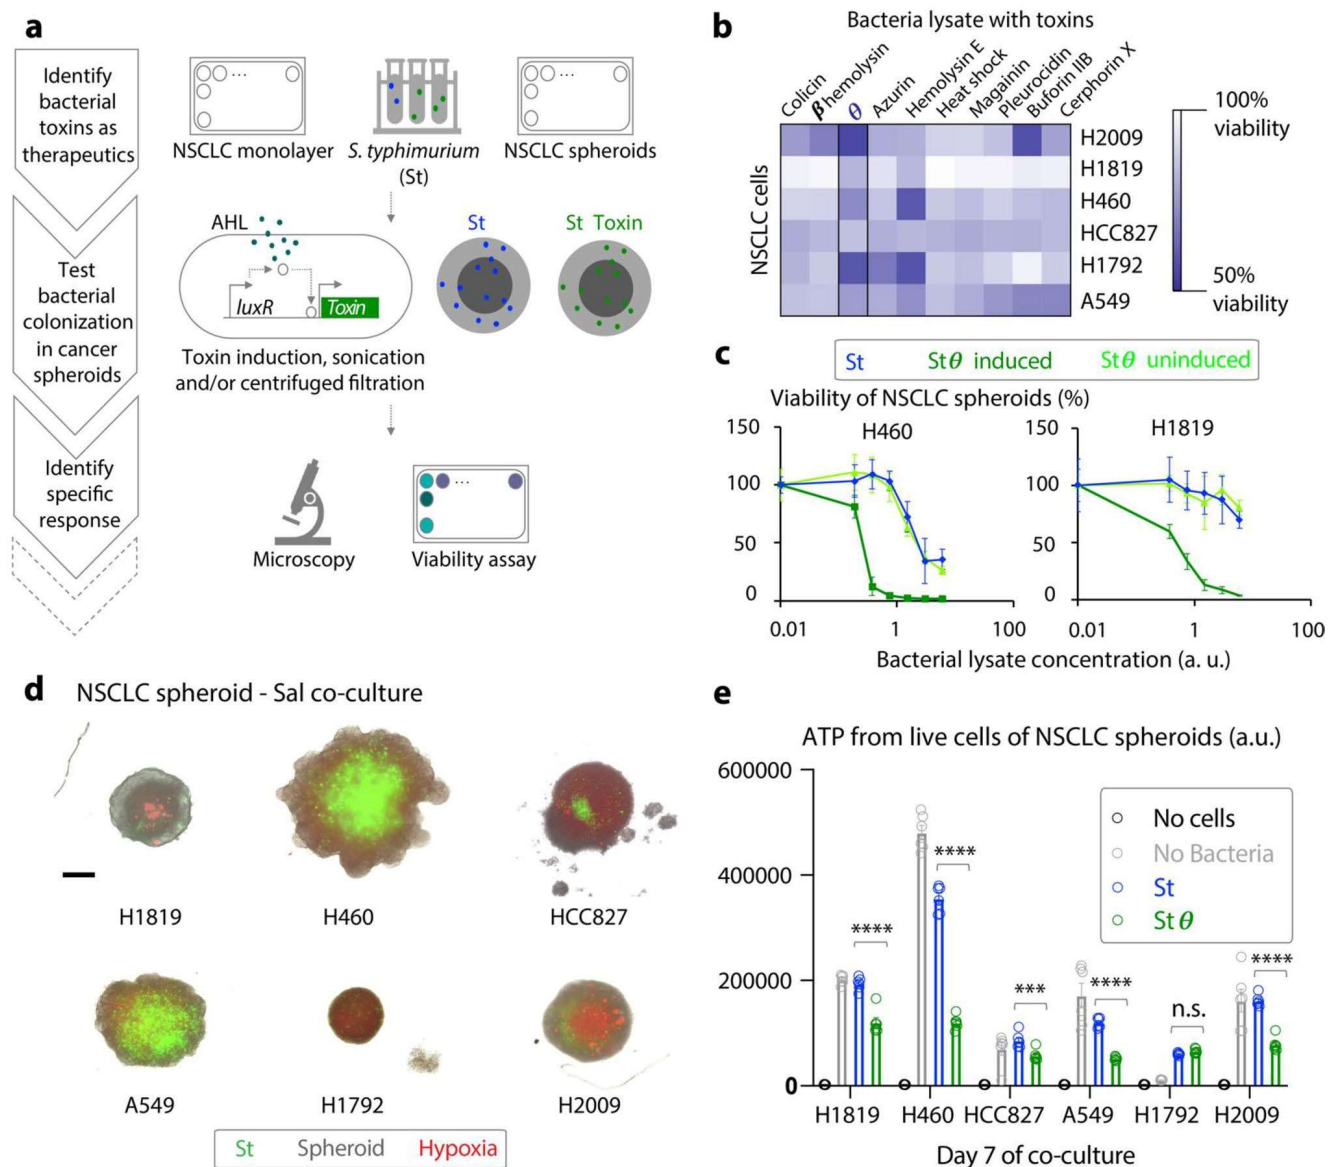 a
Identify
bacterial
toxins as
therapeutics
Test
bacterial
colonization
in cancer
spheroids
Identify
specific
response
...
...
NSCLC monolayer
S. typhimurium
(St)
NSCLC spheroids
AHL
luxR
Toxin
St
St Toxin
Toxin induction, sonication
and/or centrifuged filtration
...
Microscopy
Viability assay
b
Bacteria lysate with toxins
Colicin
β hemolysin
θ
Azurin
Hemolysin E
Heat shock
Magainin
Pleurocidin
Buforin IIB
Cerphorin X
NSCLC cells
H2009
H1819
H460
HCC827
H1792
A549
100%
viability
50%
viability
c
St
Stθ induced
Stθ uninduced
Viability of NSCLC spheroids (%)
H460
150
100
50
0
0.01
1
100
H1819
150
100
50
0
0.01
1
100
Bacterial lysate concentration (a. u.)
d
NSCLC spheroid - Sal co-culture
H1819
H460
HCC827
A549
H1792
H2009
St
Spheroid
Hypoxia
e
ATP from live cells of NSCLC spheroids (a.u.)
600000
400000
200000
0
No cells
No Bacteria
St
Stθ
****
****
***
****
n.s.
****
H1819
H460
HCC827
A549
H1792
H2009
Day 7 of co-culture